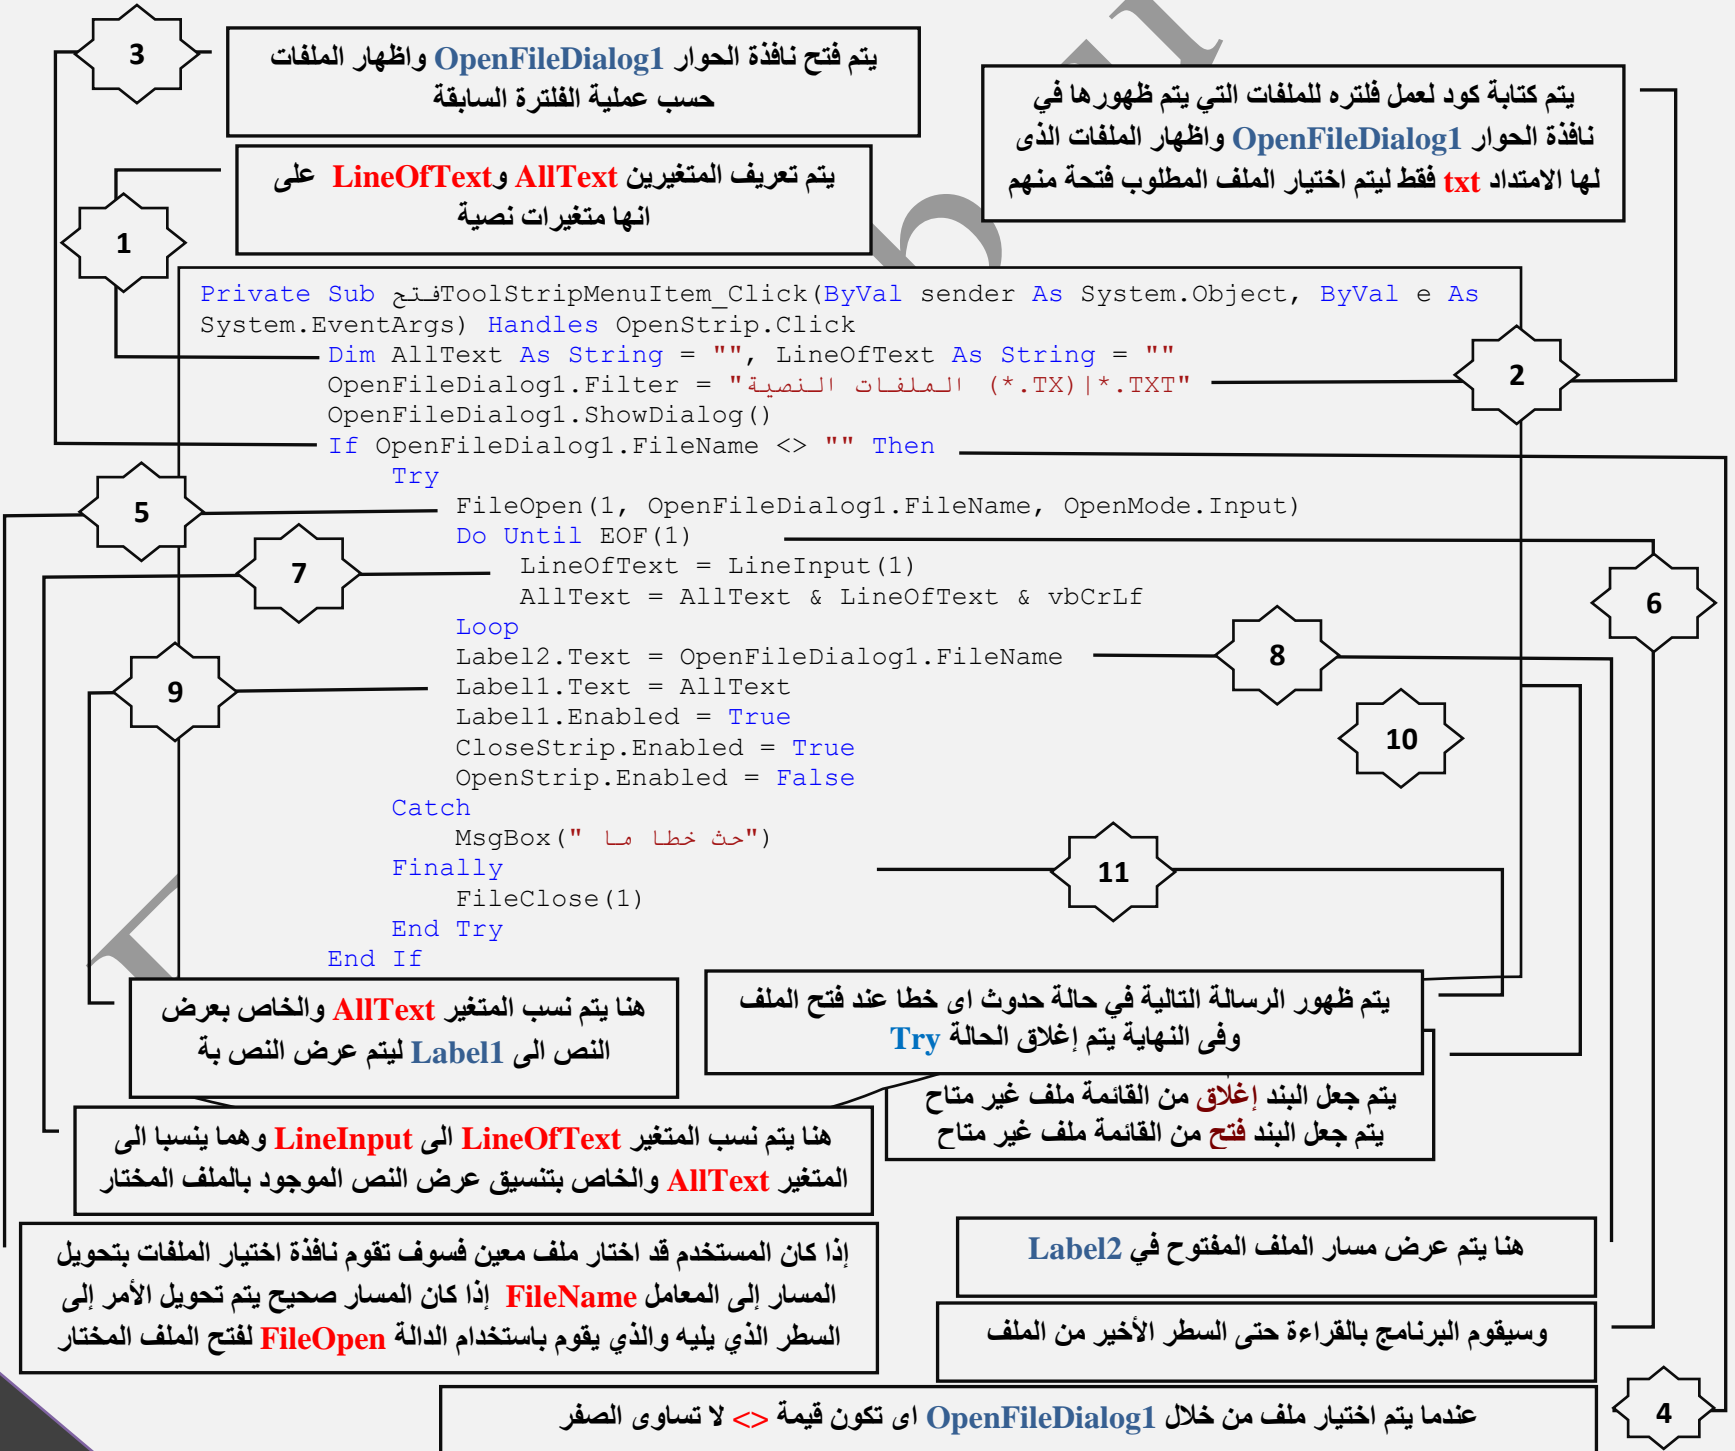 3
يتم فتح نافذة الحوار OpenFileDialog1 واظهار الملفات
حسب عملية الفلترة السابقة
يتم كتابة كود لعمل فلتره للملفات التي يتم ظهورها في
نافذة الحوار OpenFileDialog1 واظهار الملفات الذى
لها الامتداد txt فقط ليتم اختيار الملف المطلوب فتحة منهم
يتم تعريف المتغيرين AllText وLineOfText على
انها متغيرات نصية
1
Private Sub فتحToolStripMenuItem_Click(ByVal sender As System.Object, ByVal e As
System.EventArgs) Handles OpenStrip.Click
Dim AllText As String = "", LineOfText As String = ""
OpenFileDialog1.Filter = "الملفات النصية (*.TX)|*.TXT"
2
OpenFileDialog1.ShowDialog()
If OpenFileDialog1.FileName <> "" Then
Try
5
FileOpen(1, OpenFileDialog1.FileName, OpenMode.Input)
Do Until EOF(1)
7
LineOfText = LineInput(1)
AllText = AllText & LineOfText & vbCrLf
6
Loop
Label2.Text = OpenFileDialog1.FileName
8
9
Label1.Text = AllText
Label1.Enabled = True
10
CloseStrip.Enabled = True
OpenStrip.Enabled = False
Catch
MsgBox("حث خطا ما ")
Finally
11
FileClose(1)
End Try
End If
هنا يتم نسب المتغير AllText والخاص بعرض
النص الى Label1 ليتم عرض النص بة
يتم ظهور الرسالة التالية في حالة حدوث اى خطا عند فتح الملف
وفى النهاية يتم إغلاق الحالة Try
يتم جعل البند إغلاق من القائمة ملف غير متاح
يتم جعل البند فتح من القائمة ملف غير متاح
هنا يتم نسب المتغير LineOfText الى LineInput وهما ينسبا الى
المتغير AllText والخاص بتنسيق عرض النص الموجود بالملف المختار
إذا كان المستخدم قد اختار ملف معين فسوف تقوم نافذة اختيار الملفات بتحويل
المسار إلى المعامل FileName إذا كان المسار صحيح يتم تحويل الأمر إلى
السطر الذي يليه والذي يقوم باستخدام الدالة FileOpen لفتح الملف المختار
هنا يتم عرض مسار الملف المفتوح في Label2
وسيقوم البرنامج بالقراءة حتى السطر الأخير من الملف
عندما يتم اختيار ملف من خلال OpenFileDialog1 اى تكون قيمة <> لا تساوى الصفر
4